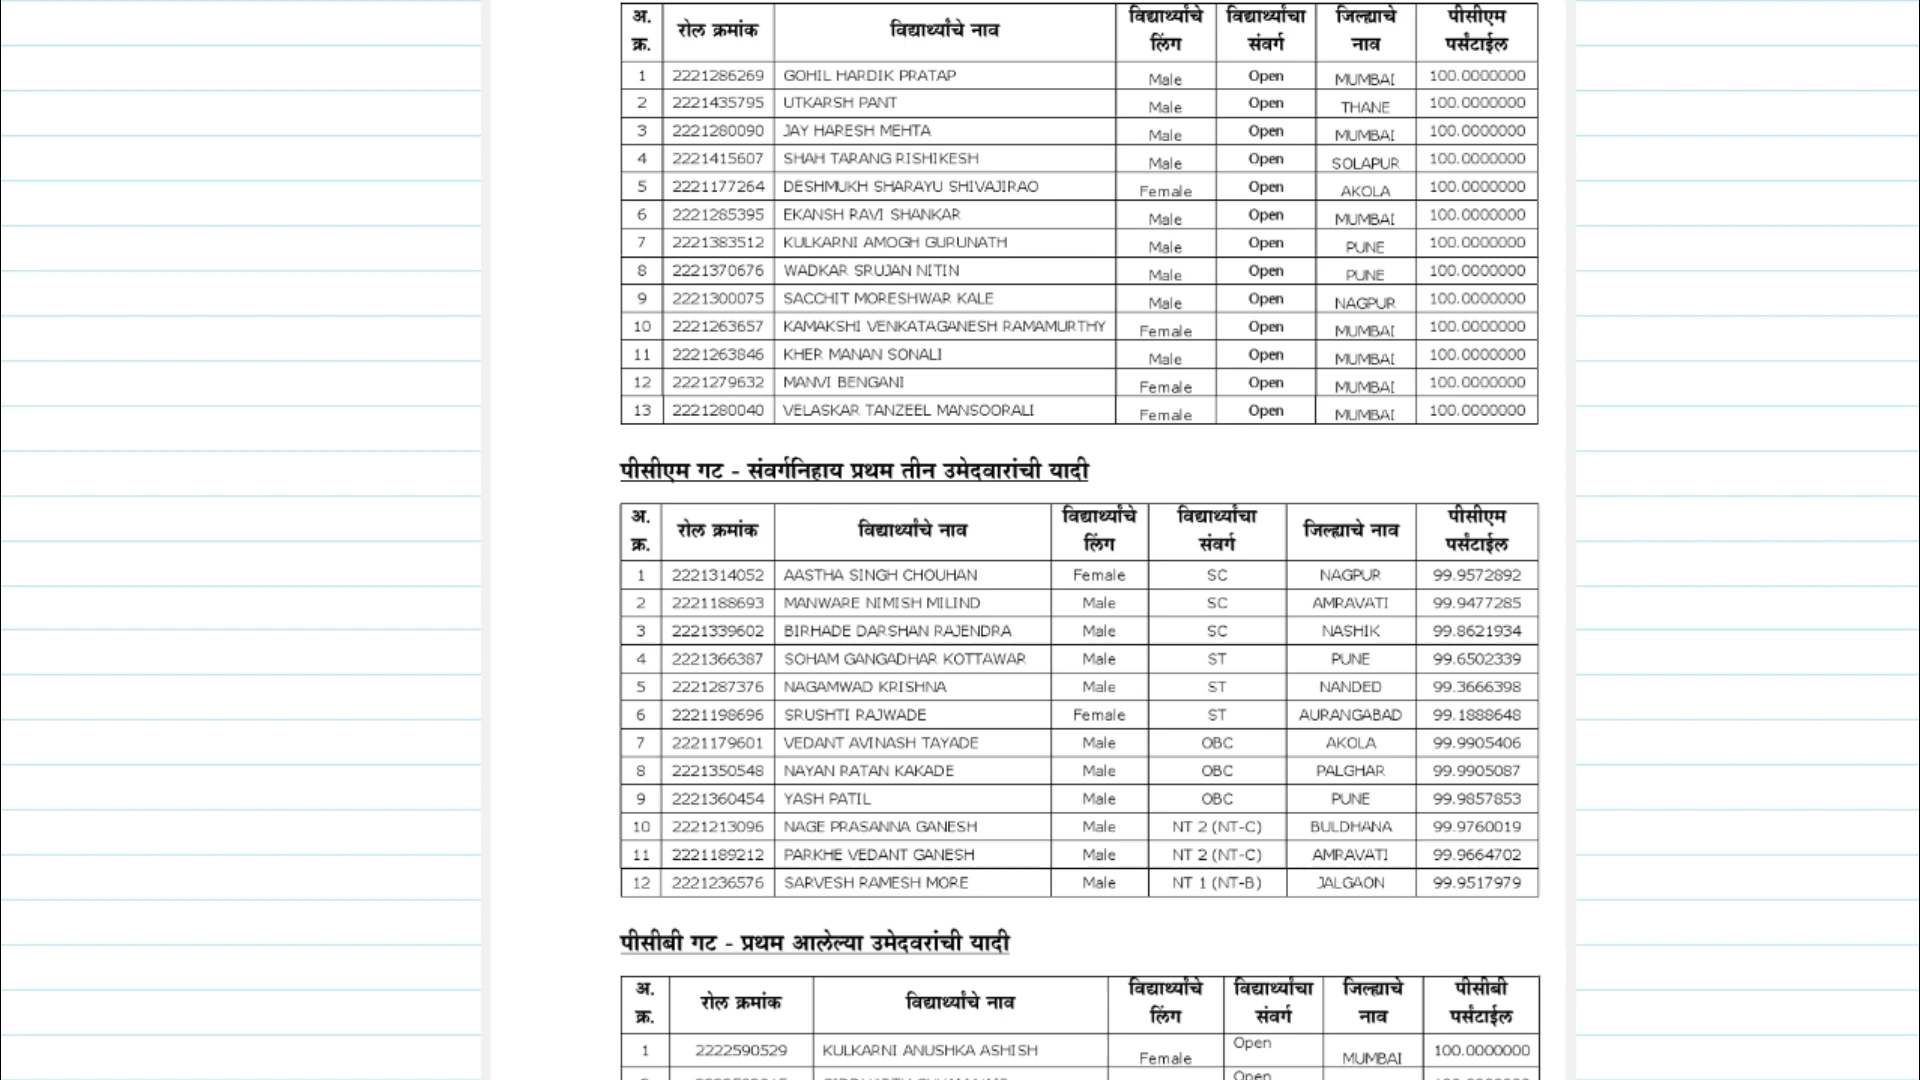 अ. क्र. रोल क्रमांक विद्यार्थ्यांचे नाव विद्यार्थ्यांचे लिंग विद्यार्थ्यांचा संवर्ग जिल्ह्याचे नाव पीसीएम पर्संटाईल
1 2221286269 GOHIL HARDIK PRATAP Male Open MUMBAI 100.0000000
2 2221435795 UTKARSH PANT Male Open THANE 100.0000000
3 2221280090 JAY HARESH MEHTA Male Open MUMBAI 100.0000000
4 2221415607 SHAH TARANG RISHIKESH Male Open SOLAPUR 100.0000000
5 2221177264 DESHMUKH SHARAYU SHIVAJIRAO Female Open AKOLA 100.0000000
6 2221285395 EKANSH RAVI SHANKAR Male Open MUMBAI 100.0000000
7 2221383512 KULKARNI AMOGH GURUNATH Male Open PUNE 100.0000000
8 2221370676 WADKAR SRUJAN NITIN Male Open PUNE 100.0000000
9 2221300075 SACCHIT MORESHWAR KALE Male Open NAGPUR 100.0000000
10 2221263657 KAMAKSHI VENKATAGANESH RAMAMURTHY Female Open MUMBAI 100.0000000
11 2221263846 KHER MANAN SONALI Male Open MUMBAI 100.0000000
12 2221279632 MANVI BENGANI Female Open MUMBAI 100.0000000
13 2221280040 VELASKAR TANZEEL MANSOORALI Female Open MUMBAI 100.0000000
पीसीएम गट - संवर्गनिहाय प्रथम तीन उमेदवारांची यादी
अ. क्र. रोल क्रमांक विद्यार्थ्यांचे नाव विद्यार्थ्यांचे लिंग विद्यार्थ्यांचा संवर्ग जिल्ह्याचे नाव पीसीएम पर्संटाईल
1 2221314052 AASTHA SINGH CHOUHAN Female SC NAGPUR 99.9572892
2 2221188693 MANWARE NIMISH MILIND Male SC AMRAVATI 99.9477285
3 2221339602 BIRHADE DARSHAN RAJENDRA Male SC NASHIK 99.8621934
4 2221366387 SOHAM GANGADHAR KOTTAWAR Male ST PUNE 99.6502339
5 2221287376 NAGAMWAD KRISHNA Male ST NANDED 99.3666398
6 2221198696 SRUSHTI RAJWADE Female ST AURANGABAD 99.1888648
7 2221179601 VEDANT AVINASH TAYADE Male OBC AKOLA 99.9905406
8 2221350548 NAYAN RATAN KAKADE Male OBC PALGHAR 99.9905087
9 2221360454 YASH PATIL Male OBC PUNE 99.9857853
10 2221213096 NAGE PRASANNA GANESH Male NT 2 (NT-C) BULDHANA 99.9760019
11 2221189212 PARKHE VEDANT GANESH Male NT 2 (NT-C) AMRAVATI 99.9664702
12 2221236576 SARVESH RAMESH MORE Male NT 1 (NT-B) JALGAON 99.9517979
पीसीबी गट - प्रथम आलेल्या उमेदवरांची यादी
अ. क्र. रोल क्रमांक विद्यार्थ्यांचे नाव विद्यार्थ्यांचे लिंग विद्यार्थ्यांचा संवर्ग जिल्ह्याचे नाव पीसीबी पर्संटाईल
1 2222590529 KULKARNI ANUSHKA ASHISH Female Open MUMBAI 100.0000000
Open